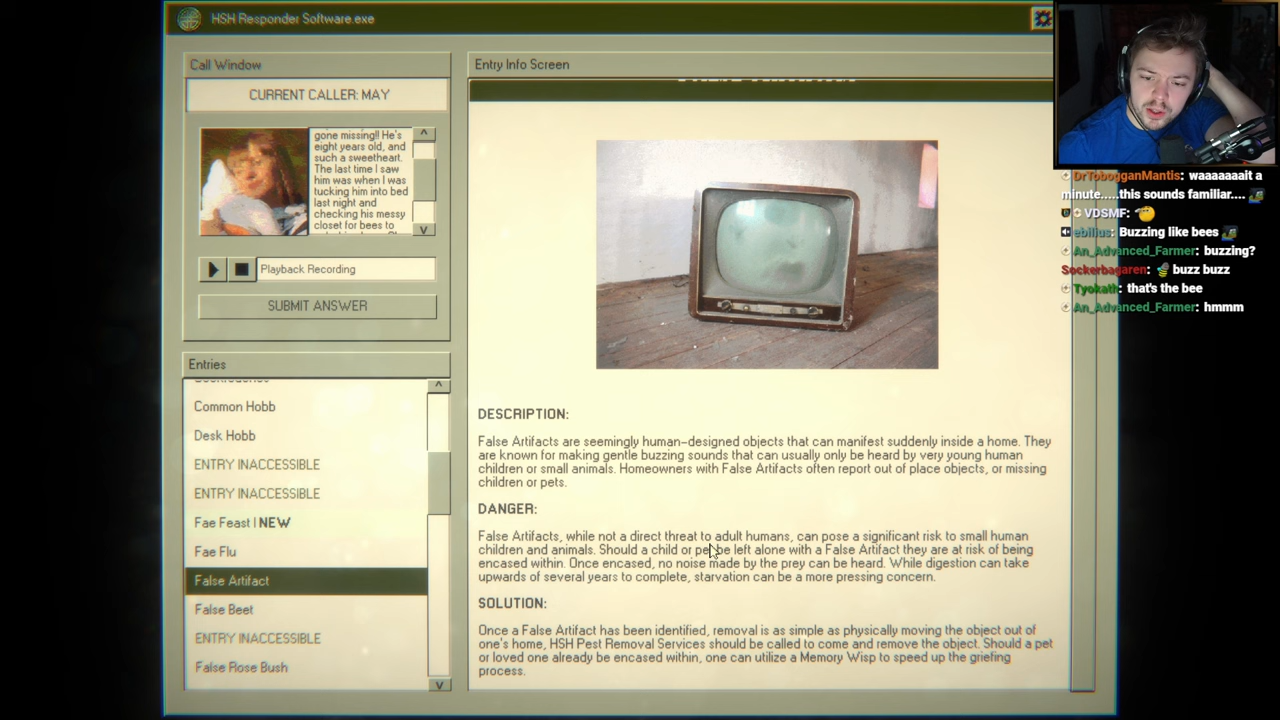 HSH Responder Software.exe
Call Window
CURRENT CALLER: MAY
gone missing!! He's
eight years old, and
such a sweetheart.
The last time I saw
him was when I was
tucking him into bed
last night and
checking his messy
closet for bees to
Playback Recording
SUBMIT ANSWER
Entries
Common Hobb
Desk Hobb
ENTRY INACCESSIBLE
ENTRY INACCESSIBLE
Fae Feast | NEW
Fae Flu
False Artifact
False Beet
ENTRY INACCESSIBLE
False Rose Bush
Entry Info Screen
DESCRIPTION:
False Artifacts are seemingly human-designed objects that can manifest suddenly inside a home. They
are known for making gentle buzzing sounds that can usually only be heard by very young human
children or small animals. Homeowners with False Artifacts often report out of place objects, or missing
children or pets.
DANGER:
False Artifacts, while not a direct threat to adult humans, can pose a significant risk to small human
children and animals. Should a child or pet be left alone with a False Artifact they are at risk of being
encased within. Once encased, no noise made by the prey can be heard. While digestion can take
upwards of several years to complete, starvation can be a more pressing concern.
SOLUTION:
Once a False Artifact has been identified, removal is as simple as physically moving the object out of
one's home, HSH Pest Removal Services should be called to come and remove the object. Should a pet
or loved one already be encased within, one can utilize a Memory Wisp to speed up the griefing
process.
DrTobogganMantis: waaaaaaait a
minute.....this sounds familiar....
VDSMF:
ebilius: Buzzing like bees
An_Advanced_Farmer: buzzing?
Sockerbagaren: buzz buzz
Tyokath: that's the bee
An_Advanced_Farmer: hmmm